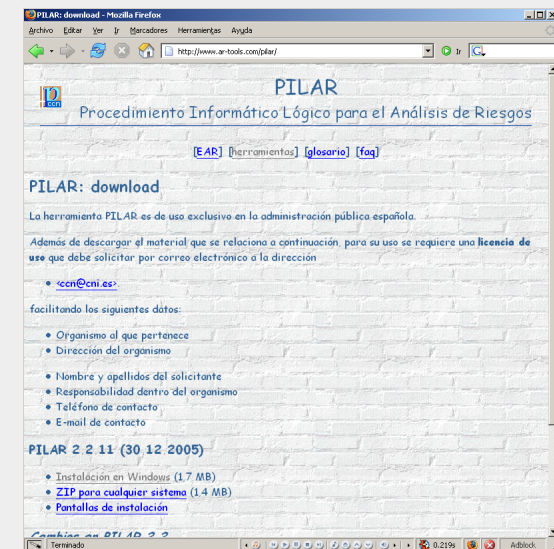 PILAR: download - Mozilla Firefox
Archivo Editar Ver Ir Marcadores Herramientas Ayuda
http://www.ar-tools.com/pilar/ Ir
ccn
PILAR
Procedimiento Informático Lógico para el Análisis de Riesgos
[EAR] [herramientas] [glosario] [faq]
PILAR: download
La herramienta PILAR es de uso exclusivo en la administración pública española.
Además de descargar el material que se relaciona a continuación, para su uso se requiere una licencia de
uso que debe solicitar por correo electrónico a la dirección
<ccn@cni.es>
facilitando los siguientes datos:
Organismo al que pertenece
Dirección del organismo
Nombre y apellidos del solicitante
Responsabilidad dentro del organismo
Teléfono de contacto
E-mail de contacto
PILAR 2.2.11 (30.12.2005)
Instalación en Windows (1,7 MB)
ZIP para cualquier sistema (1,4 MB)
Pantallas de instalación
Cambios en PILAR 2.2
Terminado 0.219s Adblock